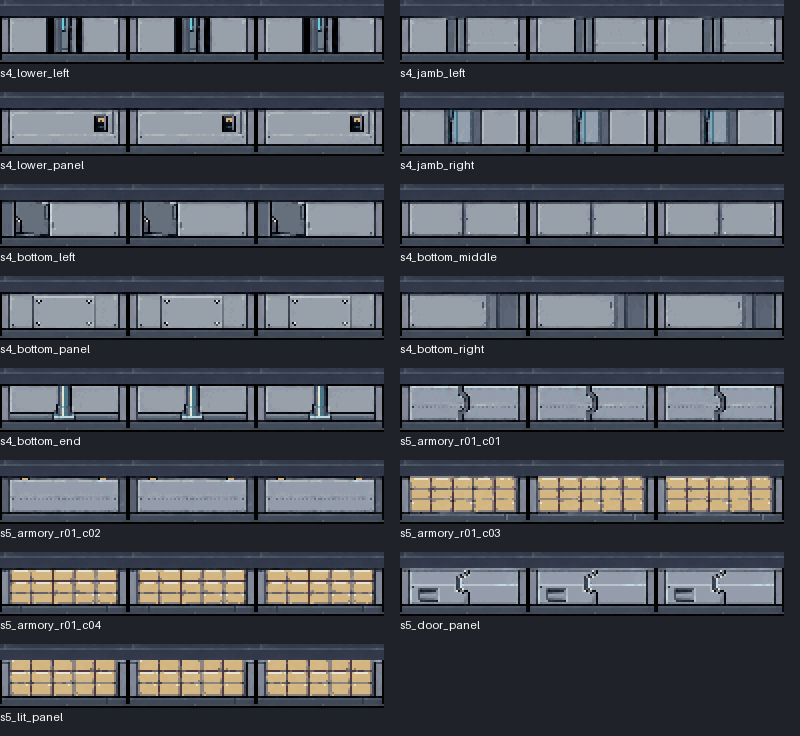 s4_lower_left
s4_jamb_left
s4_lower_panel
s4_jamb_right
s4_bottom_left
s4_bottom_middle
s4_bottom_panel
s4_bottom_right
s4_bottom_end
s5_armory_r01_c01
s5_armory_r01_c02
s5_armory_r01_c03
s5_armory_r01_c04
s5_door_panel
s5_lit_panel